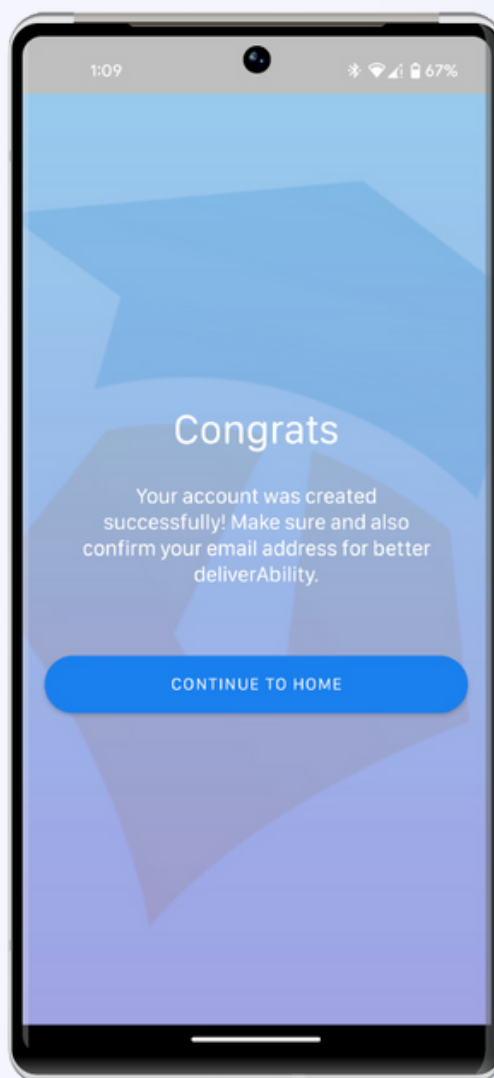 1:09 67%
Congrats
Your account was created
successfully! Make sure and also
confirm your email address for better
deliverAbility.
CONTINUE TO HOME